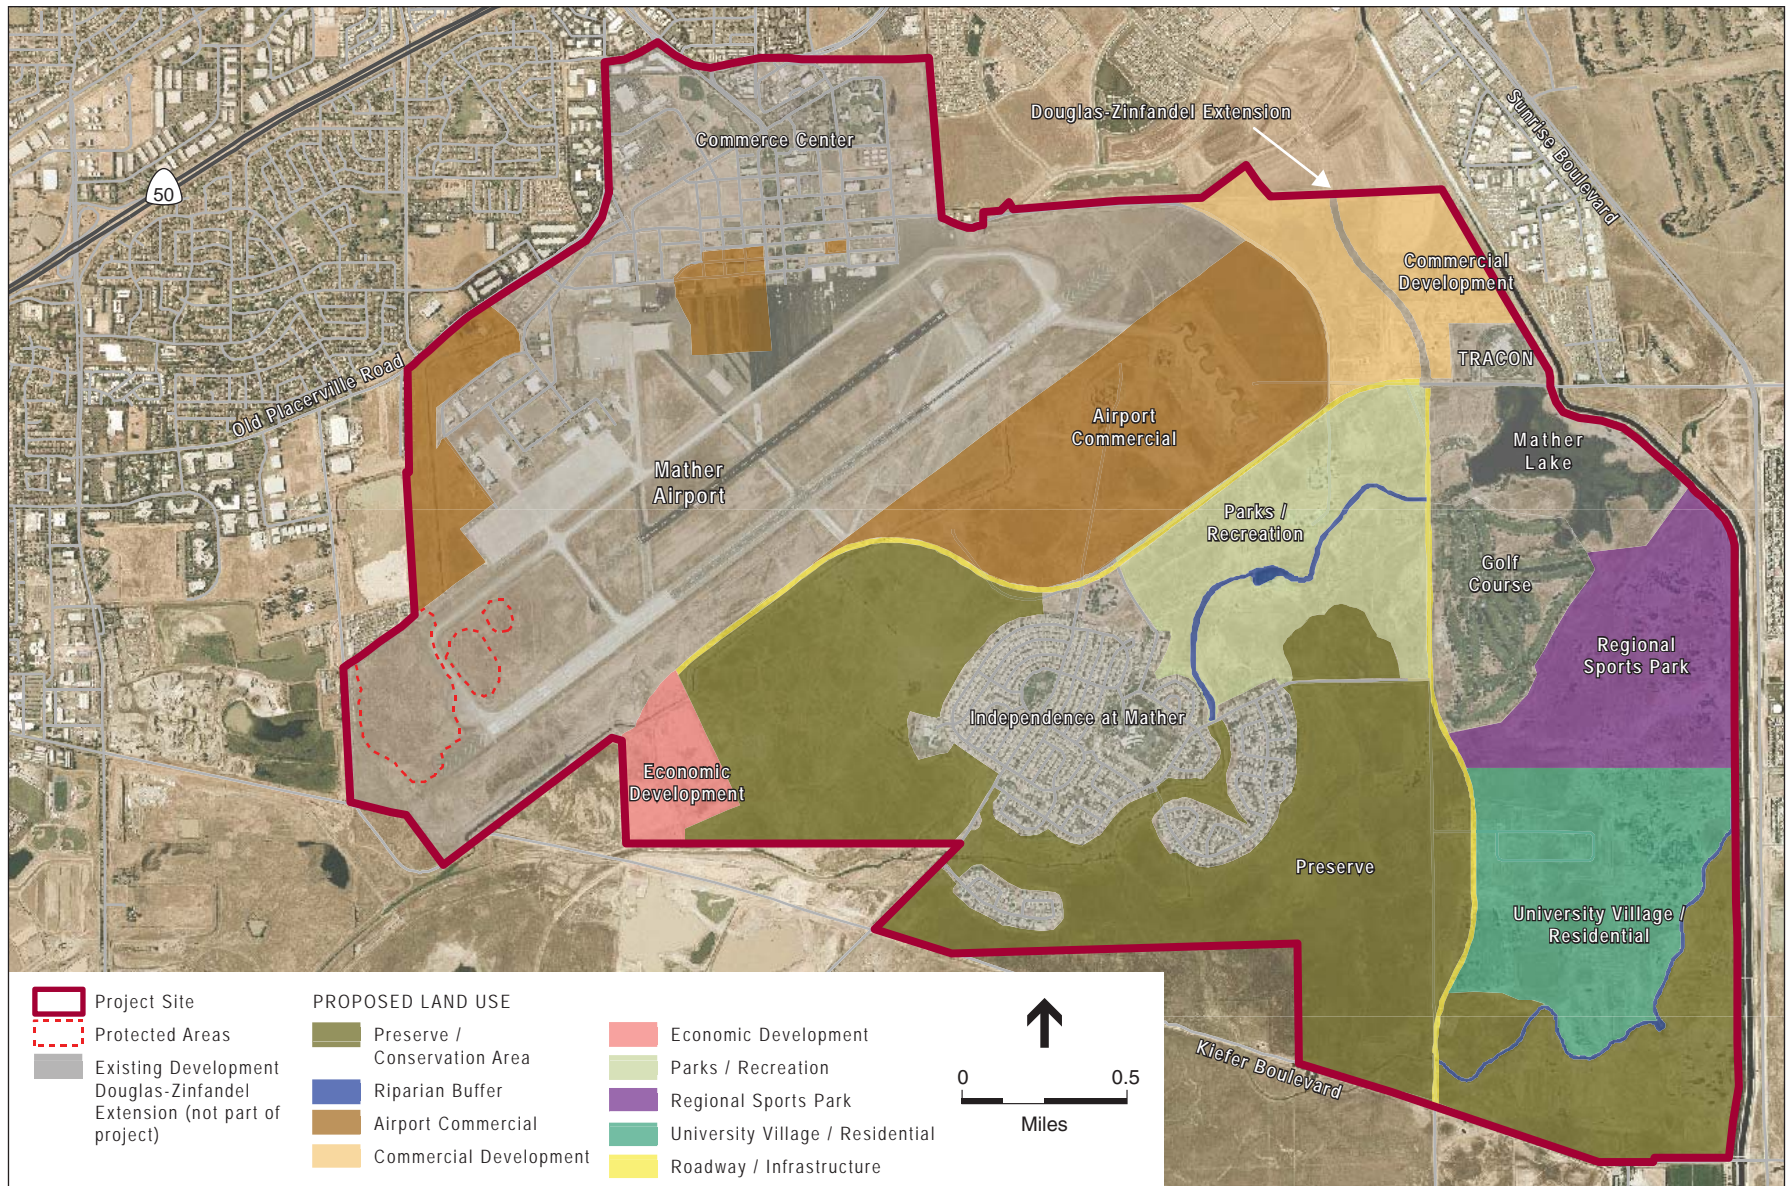 Commerce Center
Douglas-Zinfandel Extension
Sunrise Boulevard
50
Commercial
Development
TRACON
Old Placerville Road
Airport
Commercial
Mather
Lake
Mather
Airport
Parks /
Recreation
Golf
Course
Regional
Sports Park
Independence at Mather
Economic
Development
Preserve
University Village /
Residential
Kiefer Boulevard
Project Site
Protected Areas
Existing Development
Douglas-Zinfandel
Extension (not part of
project)
PROPOSED LAND USE
Preserve /
Conservation Area
Riparian Buffer
Airport Commercial
Commercial Development
Economic Development
Parks / Recreation
Regional Sports Park
University Village / Residential
Roadway / Infrastructure
0 0.5
Miles